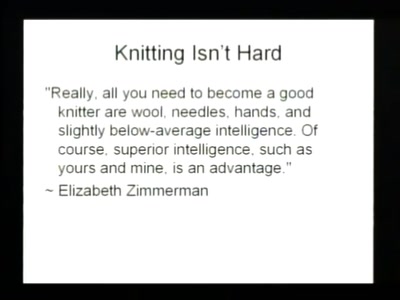 Knitting Isn't Hard
"Really, all you need to become a good
knitter are wool, needles, hands, and
slightly below-average intelligence. Of
course, superior intelligence, such as
yours and mine, is an advantage."
~ Elizabeth Zimmerman